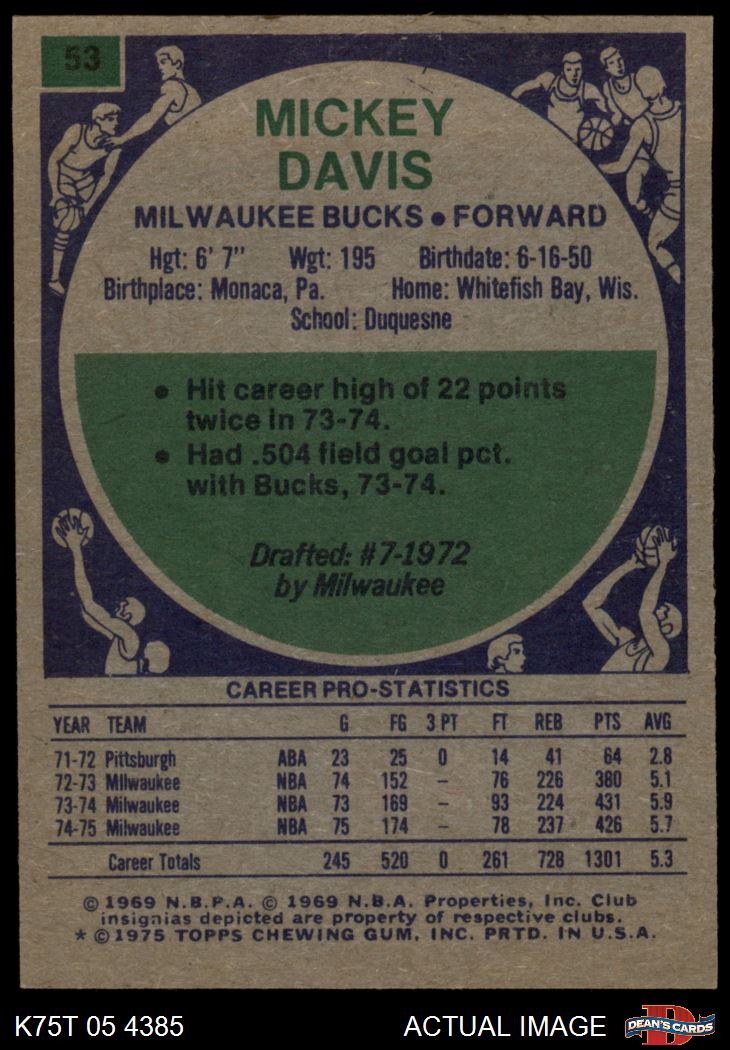 53
MICKEY
DAVIS
MILWAUKEE BUCKS • FORWARD
Hgt: 6' 7" Wgt: 195 Birthdate: 6-16-50
Birthplace: Monaca, Pa. Home: Whitefish Bay, Wis.
School: Duquesne
• Hit career high of 22 points
twice in 73-74.
• Had .504 field goal pct.
with Bucks, 73-74.
Drafted: #7-1972
by Milwaukee
CAREER PRO-STATISTICS
YEAR TEAM G FG 3 PT FT REB PTS AVG
71-72 Pittsburgh ABA 23 25 0 14 41 64 2.8
72-73 Milwaukee NBA 74 152 – 76 226 380 5.1
73-74 Milwaukee NBA 73 169 – 93 224 431 5.9
74-75 Milwaukee NBA 75 174 – 78 237 426 5.7
Career Totals 245 520 0 261 728 1301 5.3
© 1969 N.B.P.A. © 1969 N.B.A. Properties, Inc. Club
insignias depicted are property of respective clubs.
* © 1975 TOPPS CHEWING GUM, INC. PRTD. IN U.S.A.
K75T 05 4385 ACTUAL IMAGE D DEAN'S CARDS